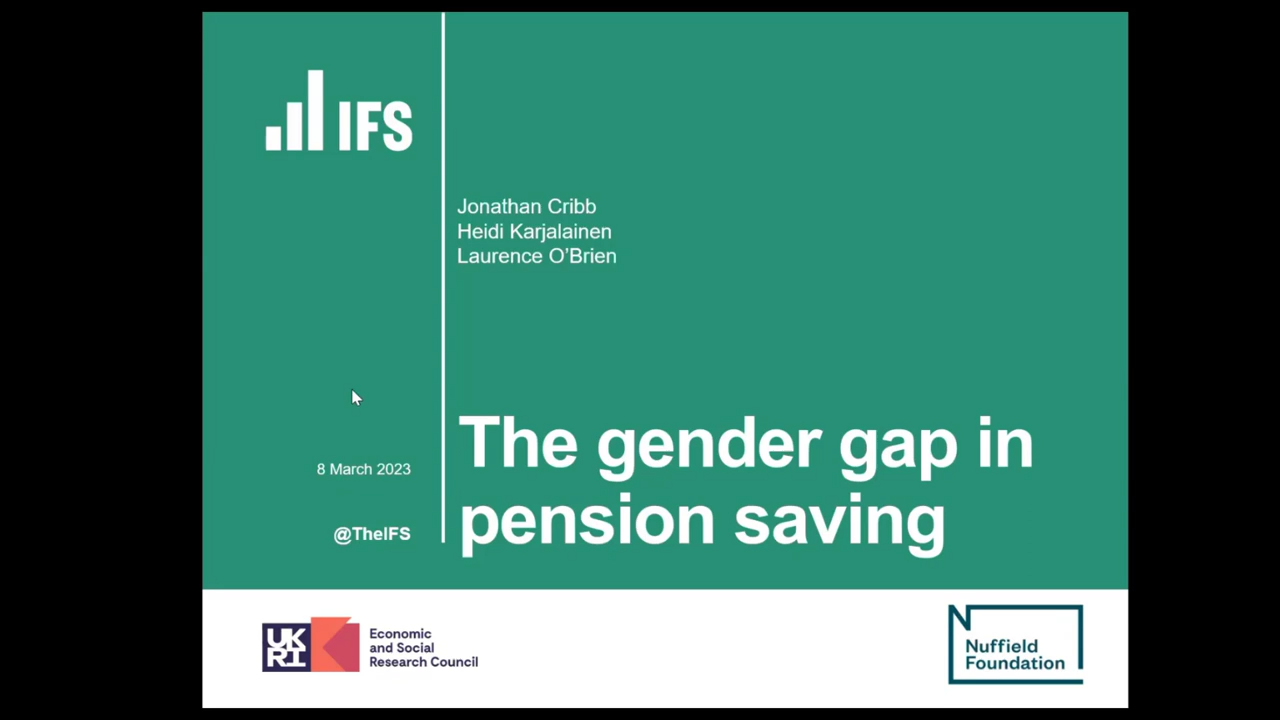 IFS
Jonathan Cribb
Heidi Karjalainen
Laurence O’Brien
The gender gap in
pension saving
8 March 2023
@TheIFS
UK
RI
Economic
and Social
Research Council
N
Nuffield
Foundation